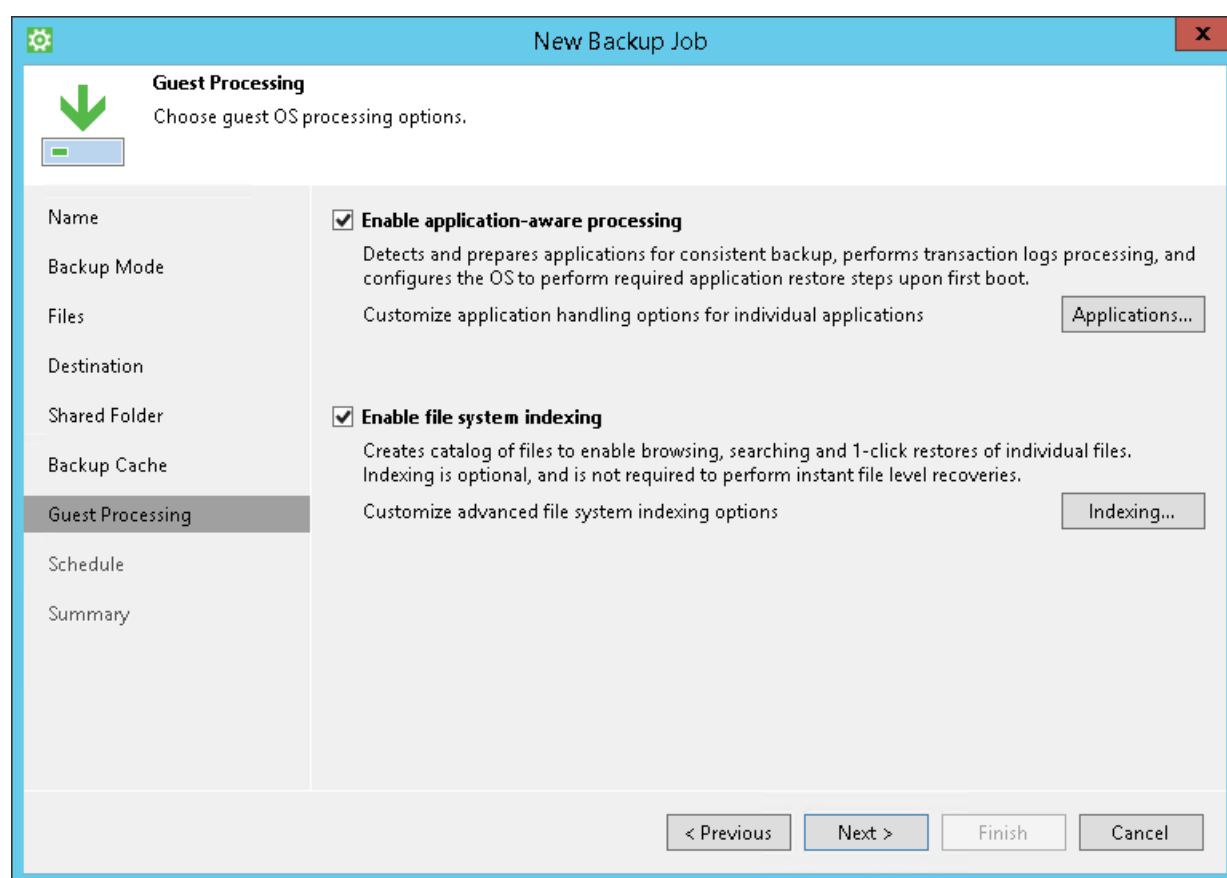 New Backup Job
x
Guest Processing
Choose guest OS processing options.
Name
Backup Mode
Files
Destination
Shared Folder
Backup Cache
Guest Processing
Schedule
Summary
Enable application-aware processing
Detects and prepares applications for consistent backup, performs transaction logs processing, and
configures the OS to perform required application restore steps upon first boot.
Customize application handling options for individual applications
Applications...
Enable file system indexing
Creates catalog of files to enable browsing, searching and 1-click restores of individual files.
Indexing is optional, and is not required to perform instant file level recoveries.
Customize advanced file system indexing options
Indexing...
< Previous
Next >
Finish
Cancel